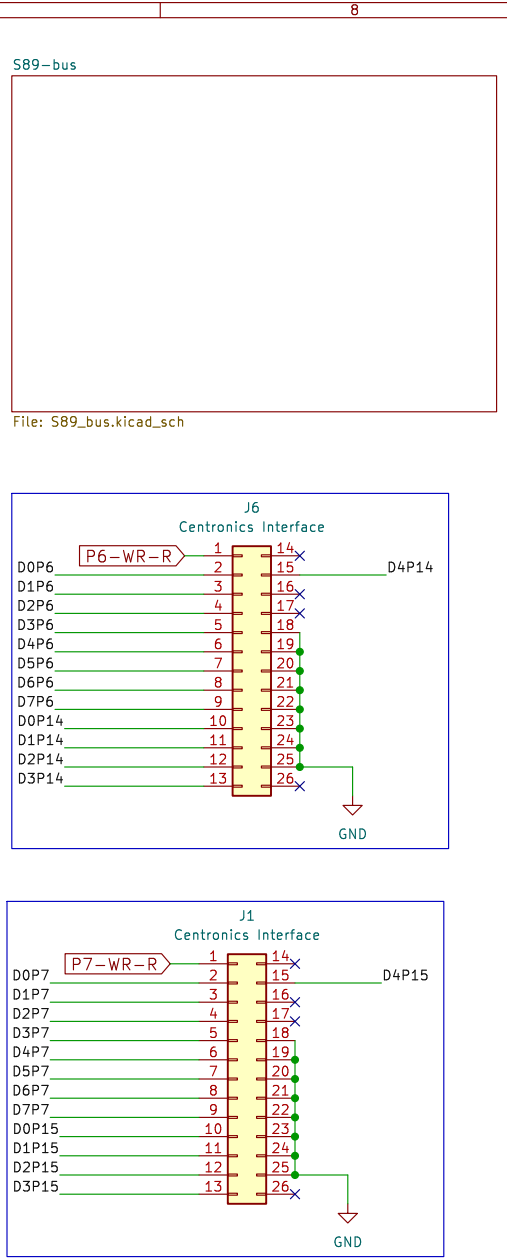 8
S89-bus
File: S89_bus.kicad_sch
J6
Centronics Interface
P6-WR-R 1 14
D0P6 2 15 D4P14
D1P6 3 16
D2P6 4 17
D3P6 5 18
D4P6 6 19
D5P6 7 20
D6P6 8 21
D7P6 9 22
D0P14 10 23
D1P14 11 24
D2P14 12 25
D3P14 13 26
GND
J1
Centronics Interface
P7-WR-R 1 14
D0P7 2 15 D4P15
D1P7 3 16
D2P7 4 17
D3P7 5 18
D4P7 6 19
D5P7 7 20
D6P7 8 21
D7P7 9 22
D0P15 10 23
D1P15 11 24
D2P15 12 25
D3P15 13 26
GND